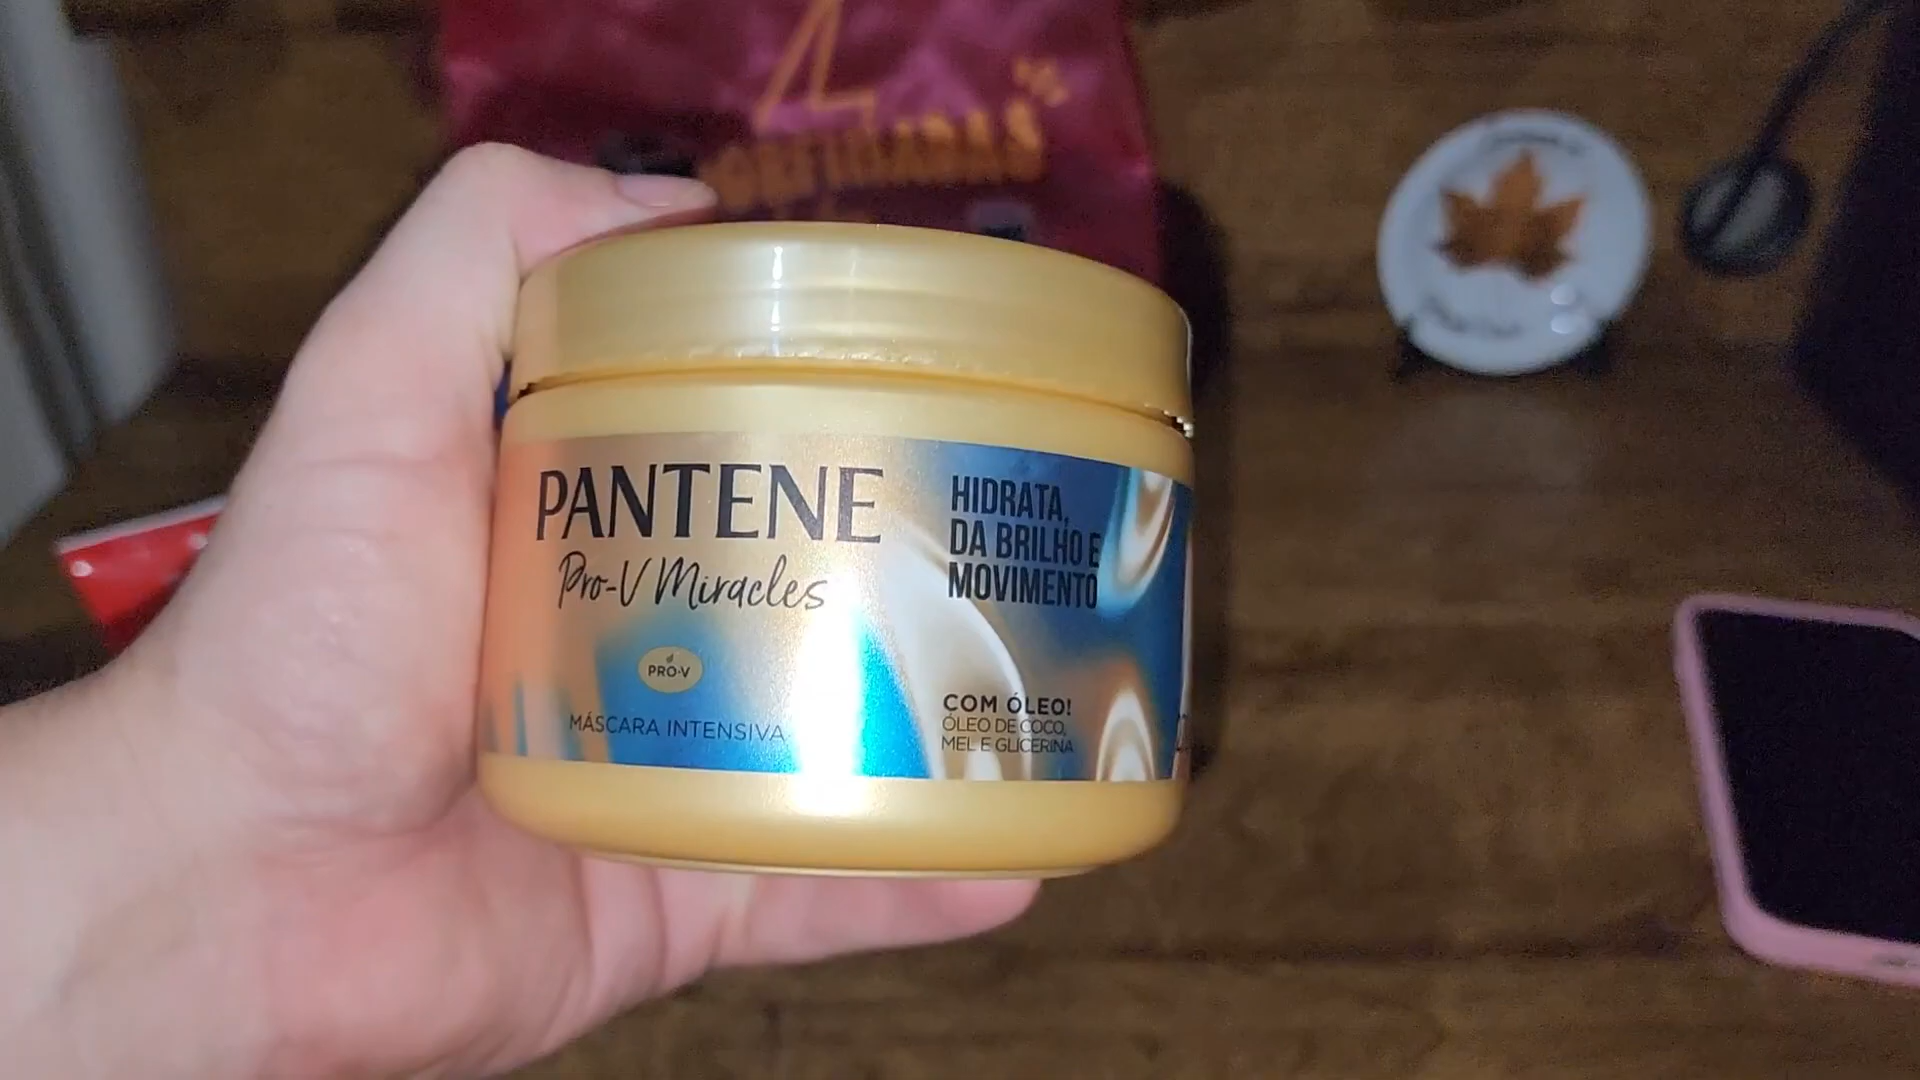 PANTENE
Pro-V Miracles
PRO-V
MÁSCARA INTENSIVA
HIDRATA,
DA BRILHO E
MOVIMENTO
COM ÓLEO!
ÓLEO DE COCO,
MEL E GLICERINA